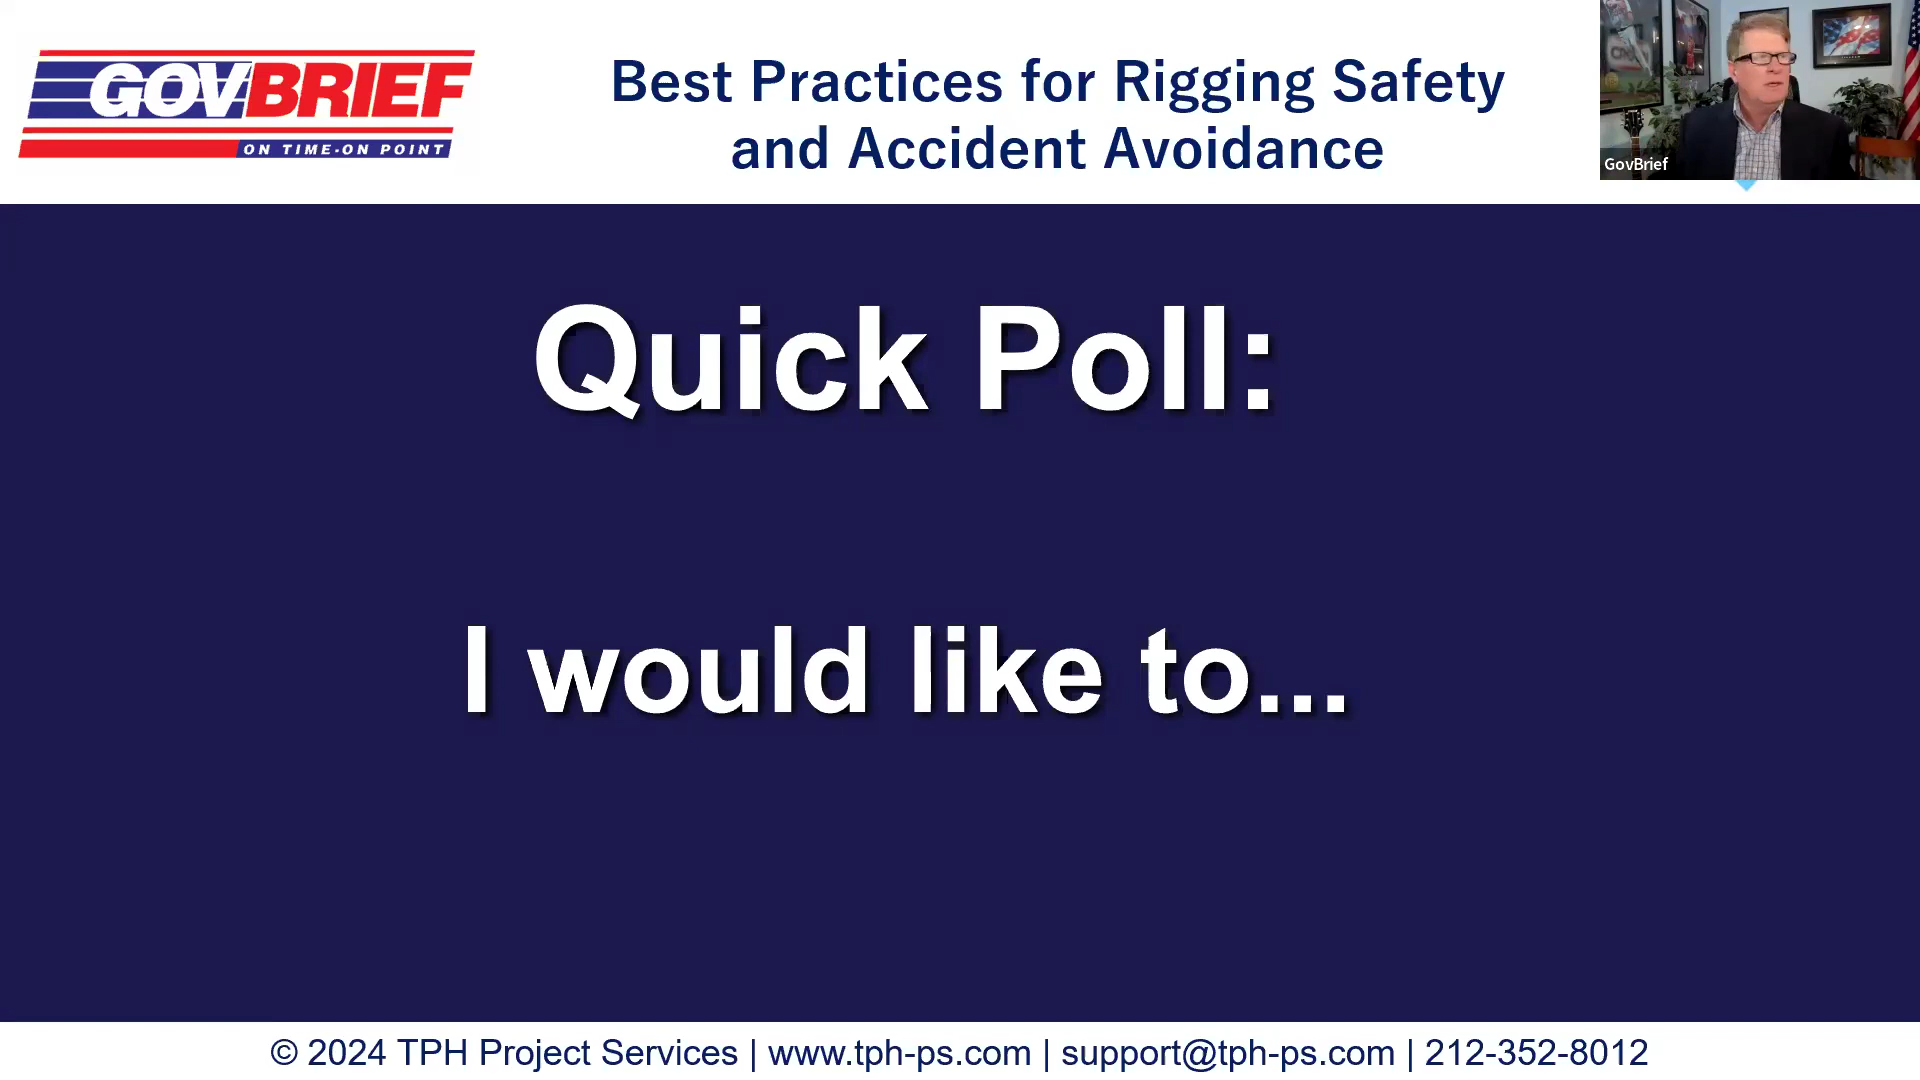 GOVBRIEF
ON TIME-ON POINT
Best Practices for Rigging Safety
and Accident Avoidance
GovBrief
Quick Poll:
I would like to...
© 2024 TPH Project Services | www.tph-ps.com | support@tph-ps.com | 212-352-8012